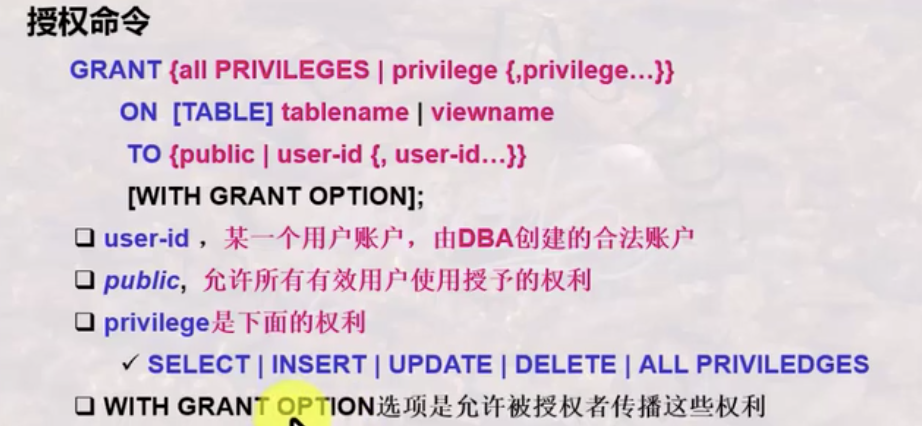 授权命令
GRANT {all PRIVILEGES | privilege {,privilege…}}
ON [TABLE] tablename | viewname
TO {public | user-id {, user-id…}}
[WITH GRANT OPTION];
❑ user-id ，某一个用户账户，由DBA创建的合法账户
❑ public, 允许所有有效用户使用授予的权利
❑ privilege是下面的权利
✓ SELECT | INSERT | UPDATE | DELETE | ALL PRIVILEDGES
❑ WITH GRANT OPTION选项是允许被授权者传播这些权利